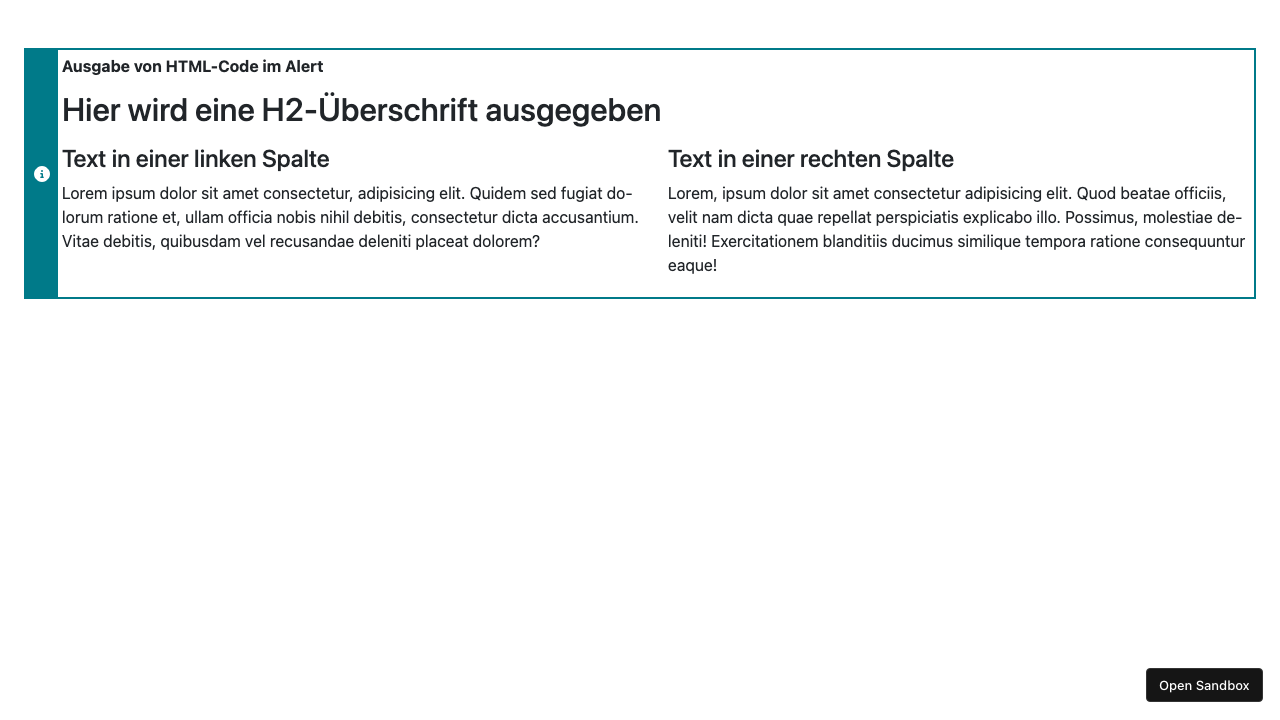 Ausgabe von HTML-Code im Alert
Hier wird eine H2-Überschrift ausgegeben
Text in einer linken Spalte
Lorem ipsum dolor sit amet consectetur, adipisicing elit. Quidem sed fugiat do-
lorum ratione et, ullam officia nobis nihil debitis, consectetur dicta accusantium.
Vitae debitis, quibusdam vel recusandae deleniti placeat dolorem?
Text in einer rechten Spalte
Lorem, ipsum dolor sit amet consectetur adipisicing elit. Quod beatae officiis,
velit nam dicta quae repellat perspiciatis explicabo illo. Possimus, molestiae de-
leniti! Exercitationem blanditiis ducimus similique tempora ratione consequuntur
eaque!
Open Sandbox